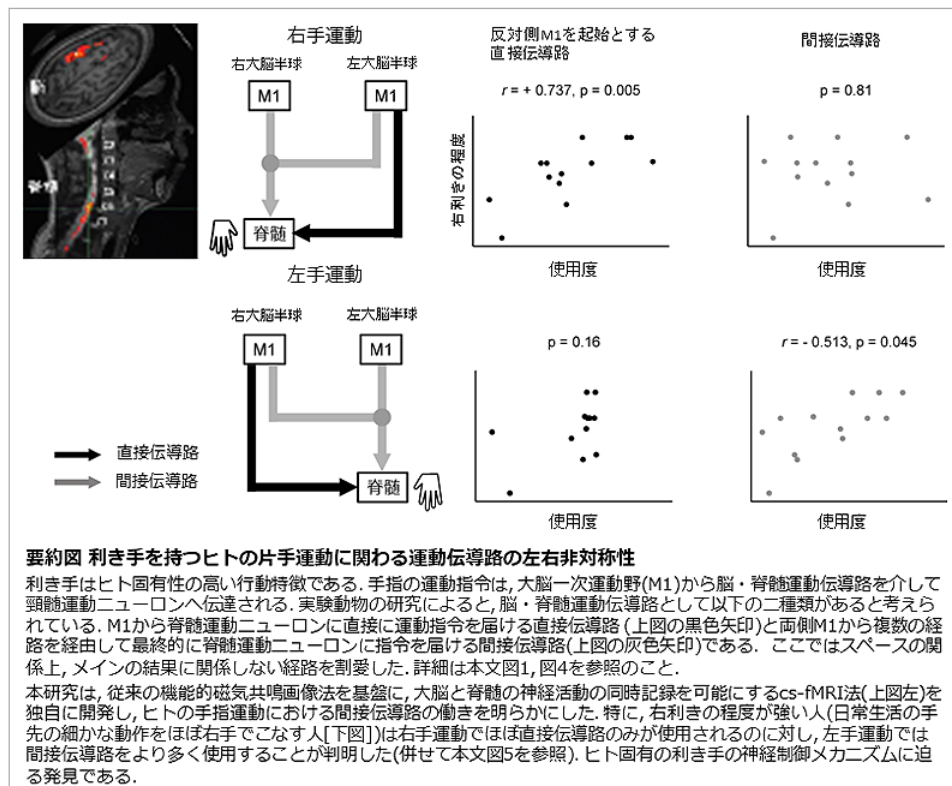 右手運動
右大脳半球 左大脳半球
M1 M1
脊髄
反対側M1を起始とする
直接伝導路
r = + 0.737, p = 0.005
右利きの程度
使用度
間接伝導路
p = 0.81
使用度
左手運動
右大脳半球 左大脳半球
M1 M1
脊髄
直接伝導路
間接伝導路
p = 0.16
使用度
r = - 0.513, p = 0.045
使用度
要約図 利き手を持つヒトの片手運動に関わる運動伝導路の左右非対称性
利き手はヒト固有性の高い行動特徴である. 手指の運動指令は, 大脳一次運動野(M1)から脳・脊髄運動伝導路を介して
頸髄運動ニューロンへ伝達される. 実験動物の研究によると, 脳・脊髄運動伝導路として以下の二種類があると考えら
れている. M1から脊髄運動ニューロンに直接に運動指令を届ける直接伝導路 (上図の黒色矢印)と両側M1から複数の経
路を経由して最終的に脊髄運動ニューロンに指令を届ける間接伝導路(上図の灰色矢印)である. ここではスペースの関
係上, メインの結果に関係しない経路を割愛した. 詳細は本文図1, 図4を参照のこと.
本研究は, 従来の機能的磁気共鳴画像法を基盤に, 大脳と脊髄の神経活動の同時記録を可能にするcs-fMRI法(上図左)を
独自に開発し, ヒトの手指運動における間接伝導路の働きを明らかにした. 特に, 右利きの程度が強い人(日常生活の手
先の細かな動作をほぼ右手でこなす人[下図])は右手運動でほぼ直接伝導路のみが使用されるのに対し, 左手運動では
間接伝導路をより多く使用することが判明した(併せて本文図5を参照). ヒト固有の利き手の神経制御メカニズムに迫
る発見である.